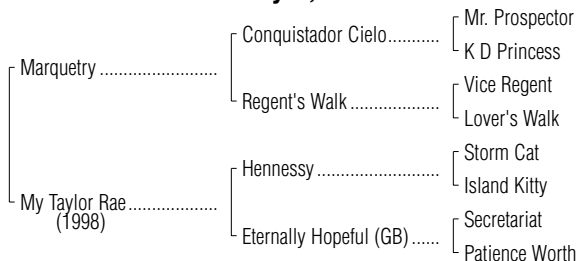 Mr. Prospector
Conquistador Cielo...........
K D Princess
Marquetry ........................
Vice Regent
Regent's Walk ..................
Lover's Walk
Storm Cat
Hennessy .........................
Island Kitty
My Taylor Rae..................
(1998)
Secretariat
Eternally Hopeful (GB) ......
Patience Worth